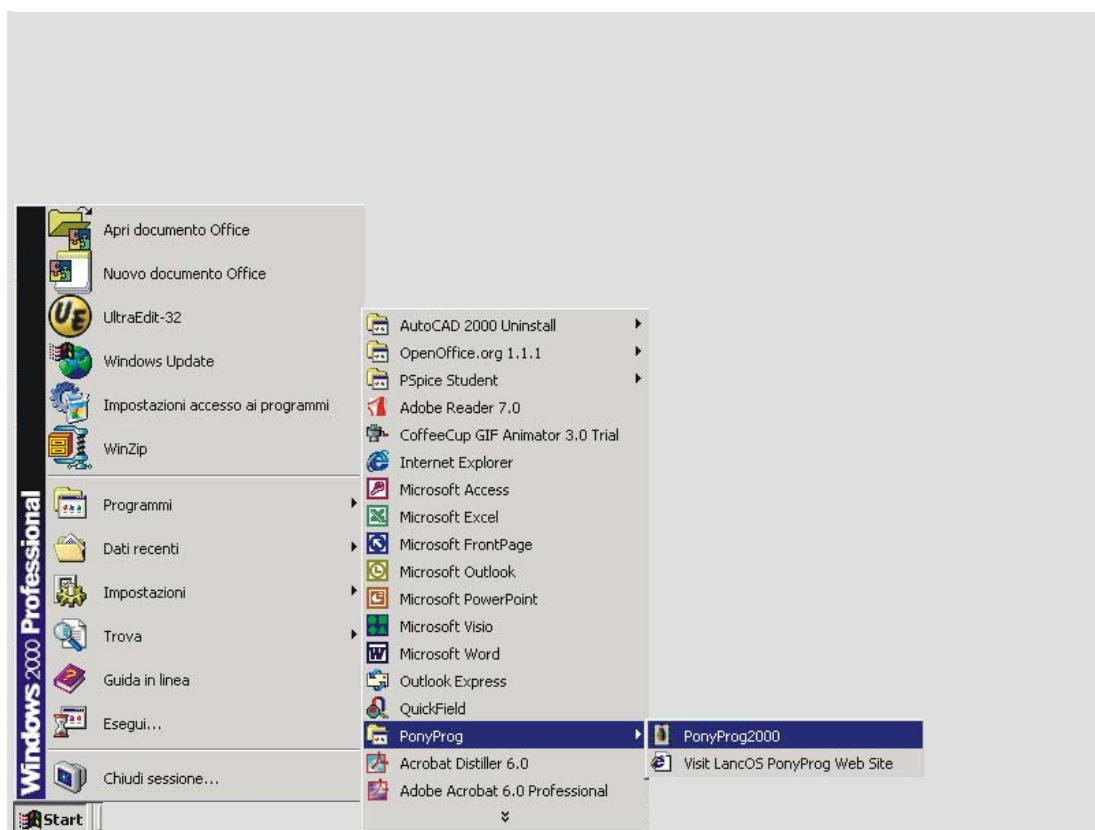 Apri documento Office
Nuovo documento Office
UltraEdit-32
Windows Update
Impostazioni accesso ai programmi
WinZip
Programmi
Dati recenti
Impostazioni
Trova
Guida in linea
Esegui...
Chiudi sessione...
Windows 2000 Professional
Start
AutoCAD 2000 Uninstall
OpenOffice.org 1.1.1
PSpice Student
Adobe Reader 7.0
CoffeeCup GIF Animator 3.0 Trial
Internet Explorer
Microsoft Access
Microsoft Excel
Microsoft FrontPage
Microsoft Outlook
Microsoft PowerPoint
Microsoft Visio
Microsoft Word
Outlook Express
QuickField
PonyProg
Acrobat Distiller 6.0
Adobe Acrobat 6.0 Professional
PonyProg2000
Visit LancOS PonyProg Web Site